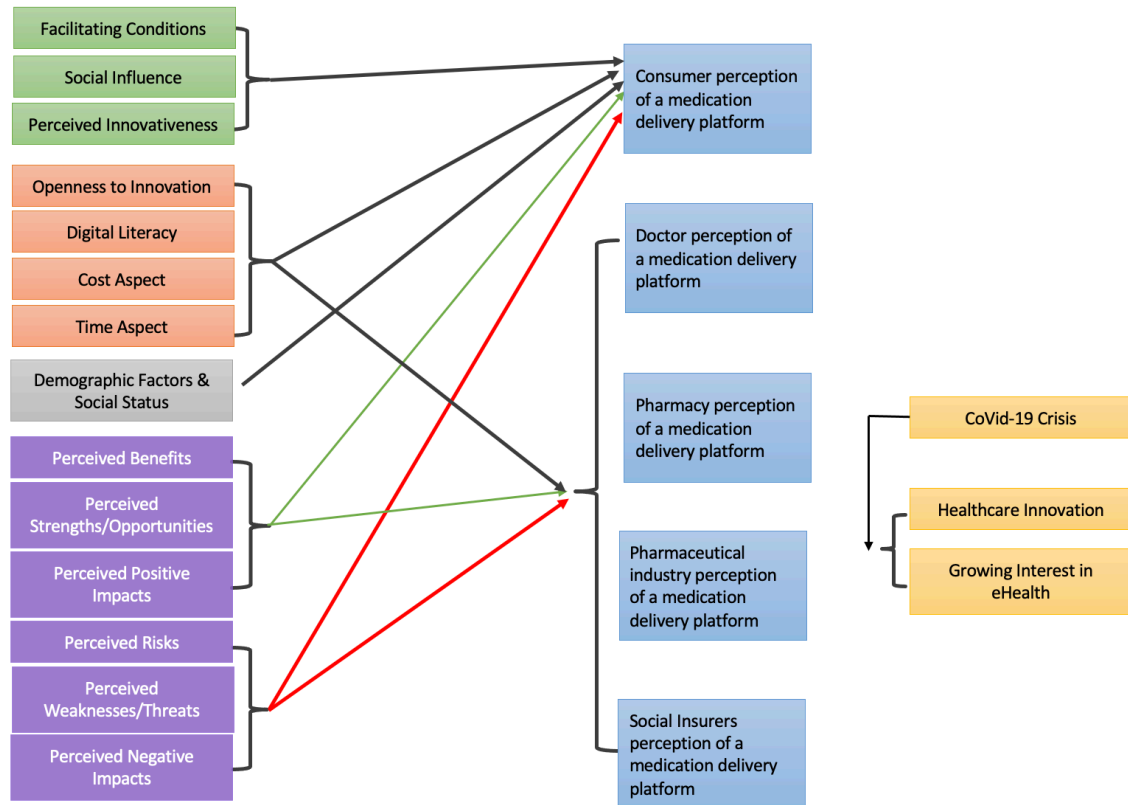 Facilitating Conditions
Social Influence
Perceived Innovativeness
Openness to Innovation
Digital Literacy
Cost Aspect
Time Aspect
Demographic Factors &
Social Status
Perceived Benefits
Perceived
Strengths/Opportunities
Perceived Positive
Impacts
Perceived Risks
Perceived
Weaknesses/Threats
Perceived Negative
Impacts
Consumer perception
of a medication
delivery platform
Doctor perception of
a medication delivery
platform
Pharmacy perception
of a medication
delivery platform
Pharmaceutical
industry perception
of a medication
delivery platform
Social Insurers
perception of a
medication delivery
platform
CoVid-19 Crisis
Healthcare Innovation
Growing Interest in
eHealth